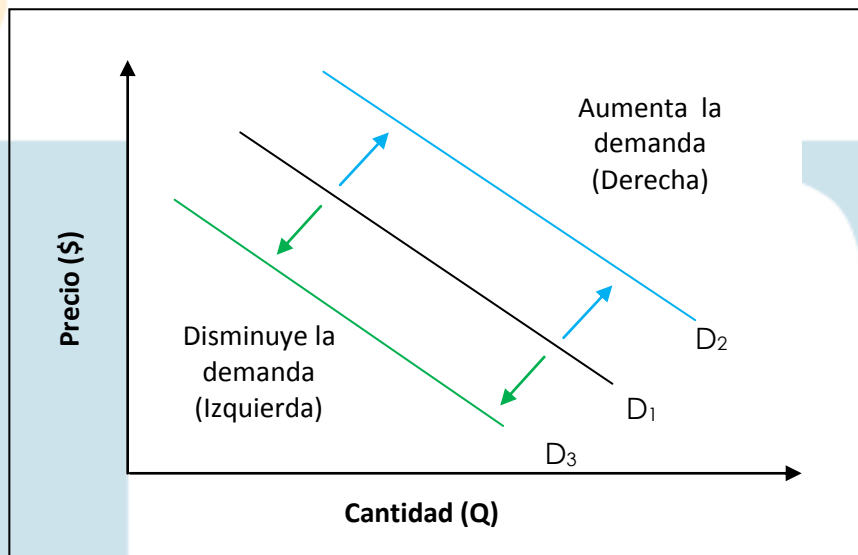 Aumenta la
demanda
(Derecha)
Precio ($)
Disminuye la
demanda
(Izquierda)
D2
D1
D3
Cantidad (Q)